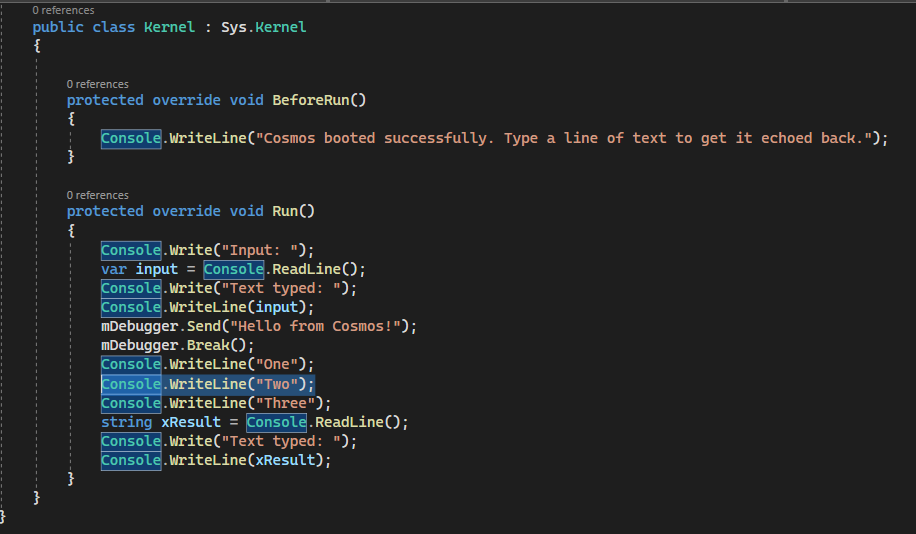 0 references
public class Kernel : Sys.Kernel
{
0 references
protected override void BeforeRun()
{
Console.WriteLine("Cosmos booted successfully. Type a line of text to get it echoed back.");
}
0 references
protected override void Run()
{
Console.Write("Input: ");
var input = Console.ReadLine();
Console.Write("Text typed: ");
Console.WriteLine(input);
mDebugger.Send("Hello from Cosmos!");
mDebugger.Break();
Console.WriteLine("One");
Console.WriteLine("Two");
Console.WriteLine("Three");
string xResult = Console.ReadLine();
Console.Write("Text typed: ");
Console.WriteLine(xResult);
}
}
}